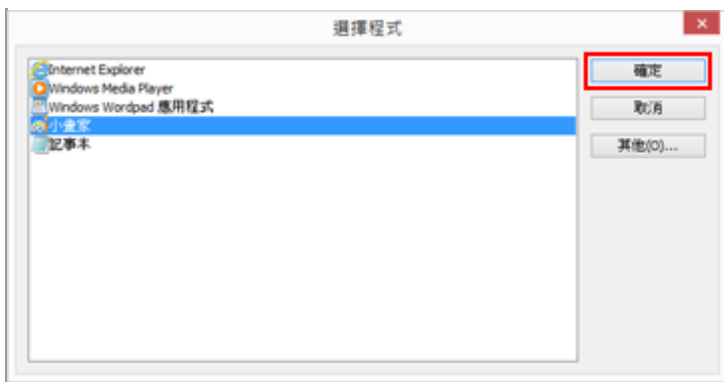 選擇程式
Internet Explorer
Windows Media Player
Windows Wordpad 應用程式
小畫家
記事本
確定
取消
其他(O)...